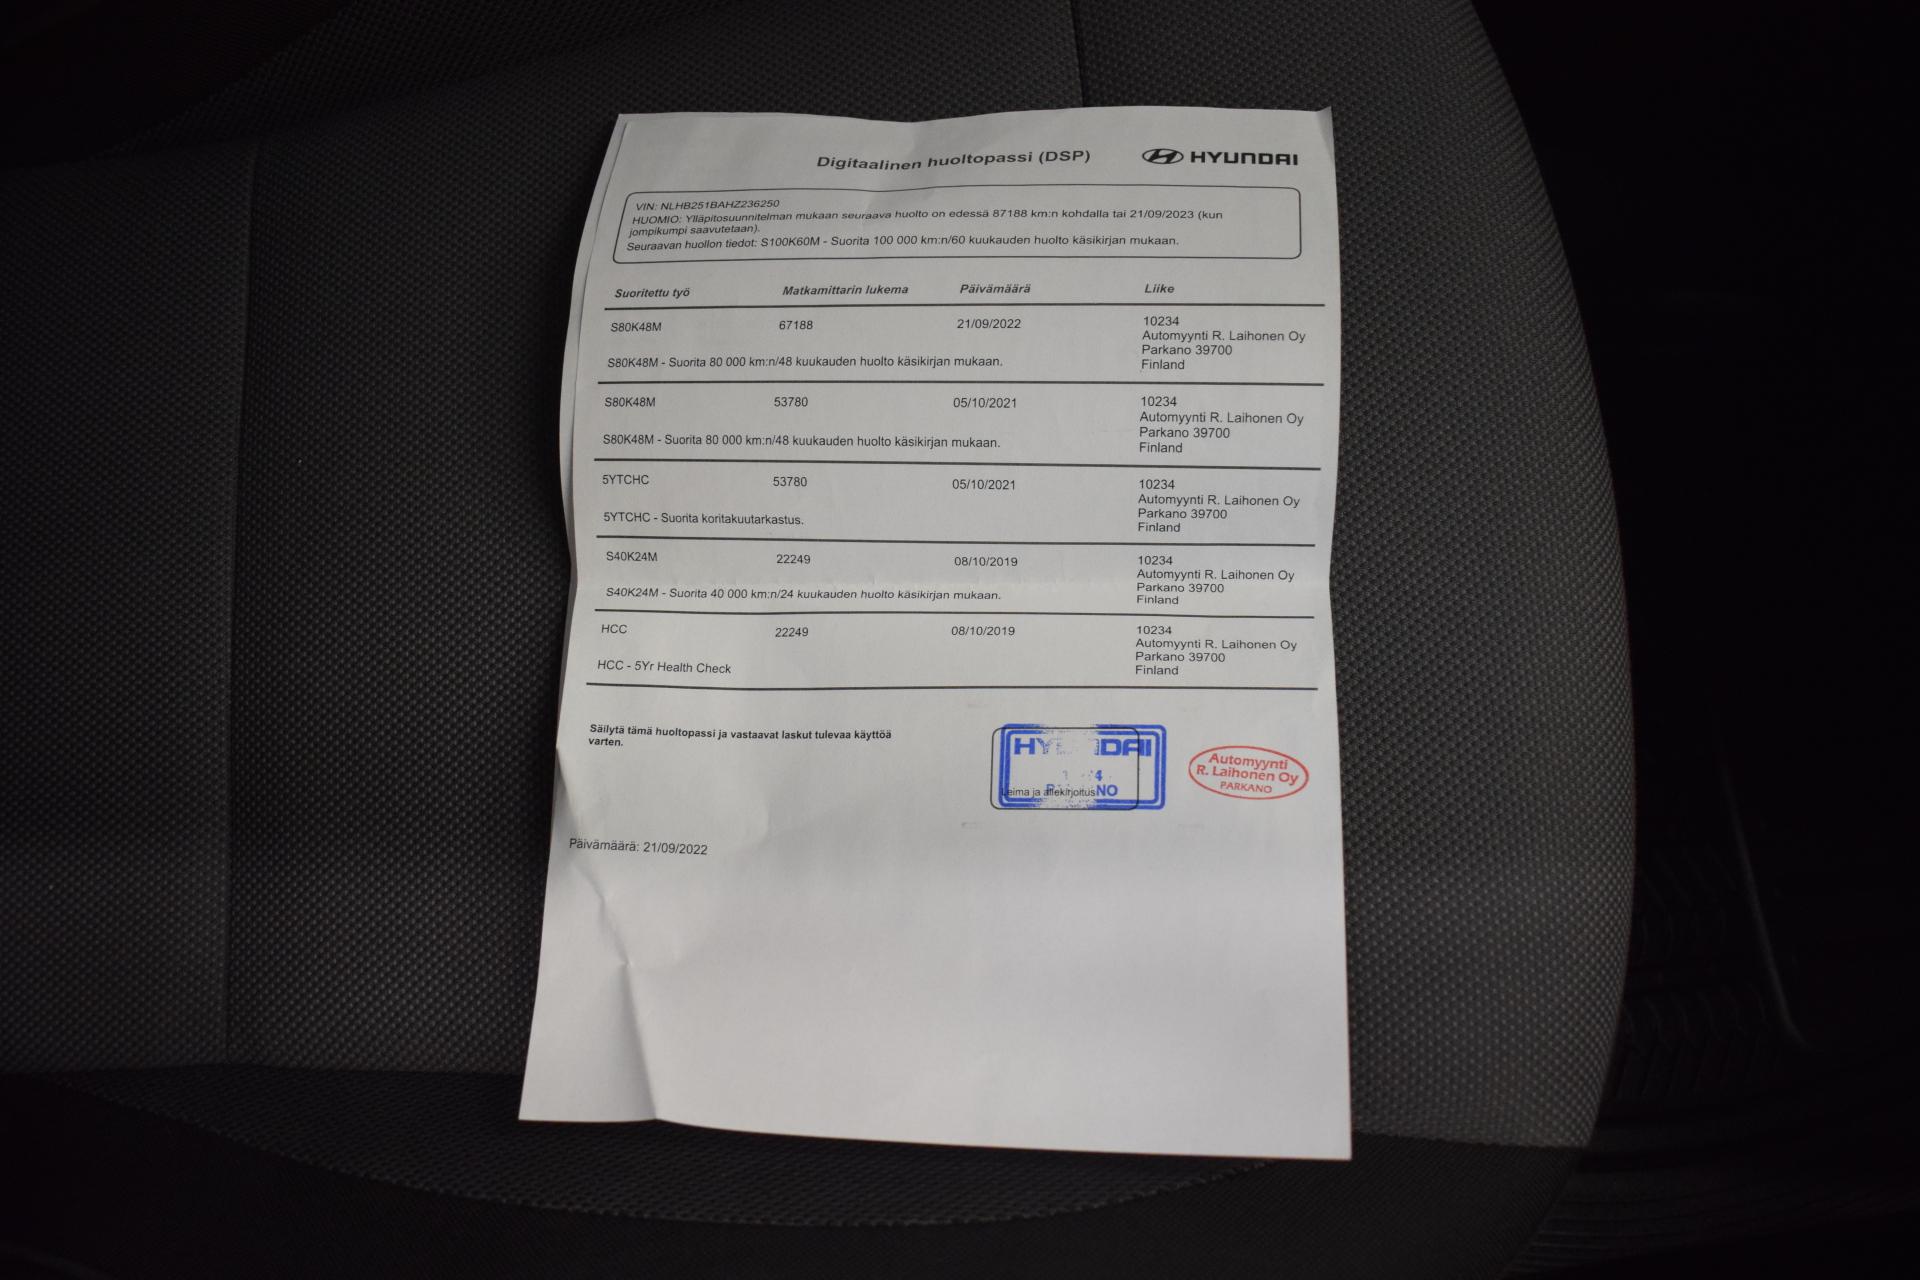 Digitaalinen huoltopassi (DSP)
HYUNDAI
VIN: NLHB251BAHZ236250
HUOMIO: Ylläpitosuunnitelman mukaan seuraava huolto on edessä 87188 km:n kohdalla tai 21/09/2023 (kun
jompikumpi saavutetaan).
Seuraavan huollon tiedot: S100K60M - Suorita 100 000 km:n/60 kuukauden huolto käsikirjan mukaan.
Suoritettu työ Matkamittarin lukema Päivämäärä Liike
S80K48M 67188 21/09/2022 10234
Automyynti R. Laihonen Oy
Parkano 39700
S80K48M - Suorita 80 000 km:n/48 kuukauden huolto käsikirjan mukaan.
Finland
S80K48M 53780 05/10/2021 10234
Automyynti R. Laihonen Oy
Parkano 39700
S80K48M - Suorita 80 000 km:n/48 kuukauden huolto käsikirjan mukaan.
Finland
5YTCHC 53780 05/10/2021 10234
Automyynti R. Laihonen Oy
Parkano 39700
5YTCHC - Suorita koritakuutarkastus.
Finland
S40K24M 22249 08/10/2019 10234
Automyynti R. Laihonen Oy
Parkano 39700
S40K24M - Suorita 40 000 km:n/24 kuukauden huolto käsikirjan mukaan.
Finland
HCC 22249 08/10/2019 10234
Automyynti R. Laihonen Oy
Parkano 39700
HCC - 5Yr Health Check
Finland
Säilytä tämä huoltopassi ja vastaavat laskut tulevaa käyttöä
varten.
HYUNDAI
Leima ja allekirjoitus
Automyynti
R. Laihonen Oy
PARKANO
Päivämäärä: 21/09/2022